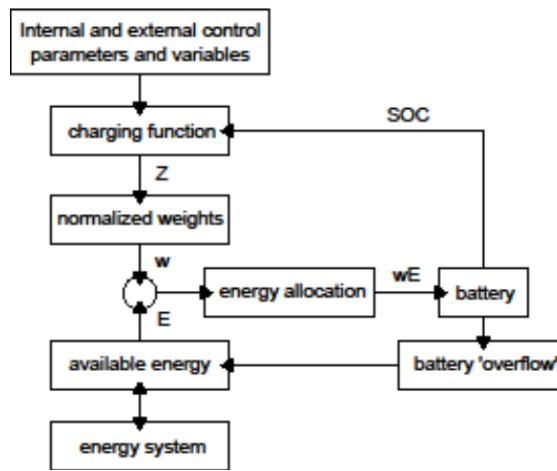 Internal and external control
parameters and variables
SOC
charging function
Z
normalized weights
w
wE
energy allocation
battery
E
available energy
battery 'overflow'
energy system